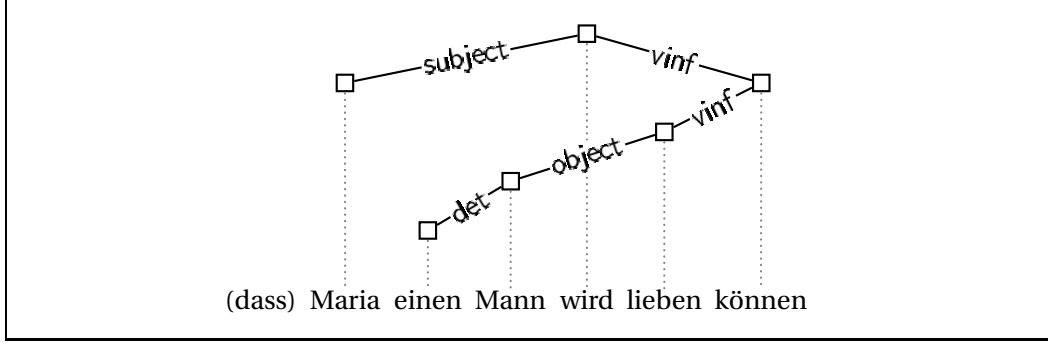 subject vinf
vinf
object
det
(dass) Maria einen Mann wird lieben können